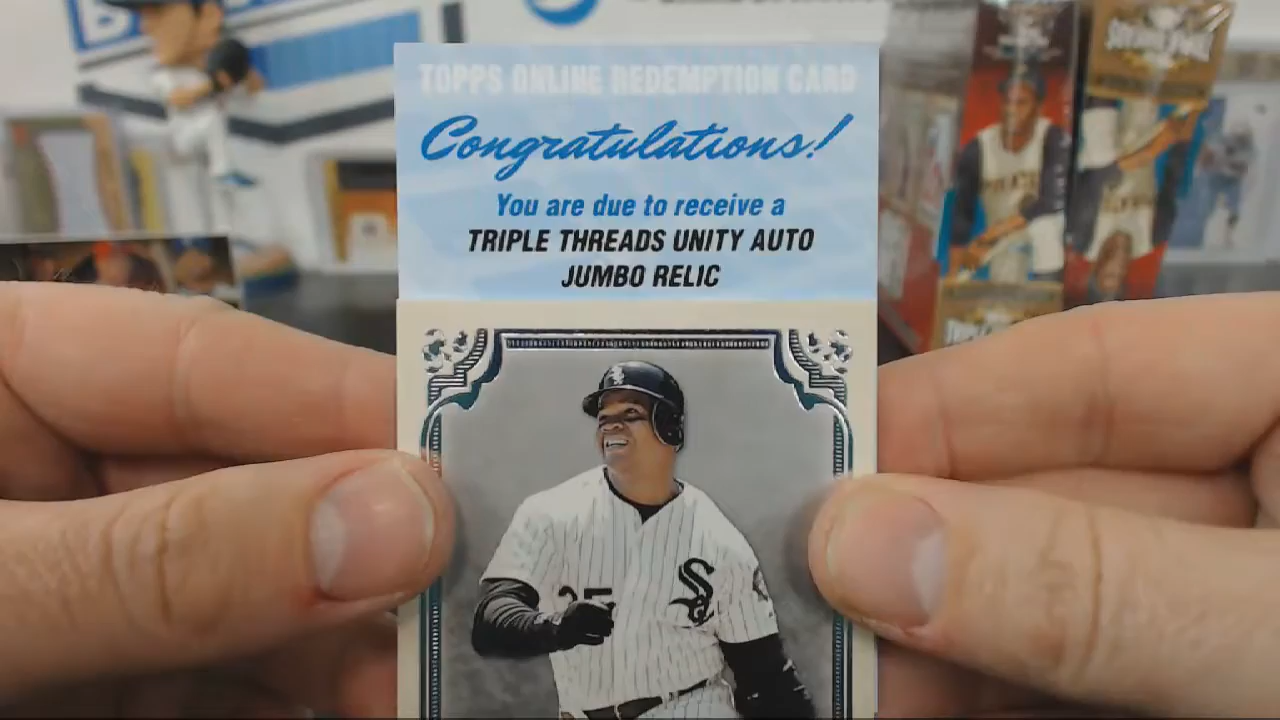 TOPPS ONLINE REDEMPTION CARD
Congratulations!
You are due to receive a
TRIPLE THREADS UNITY AUTO
JUMBO RELIC